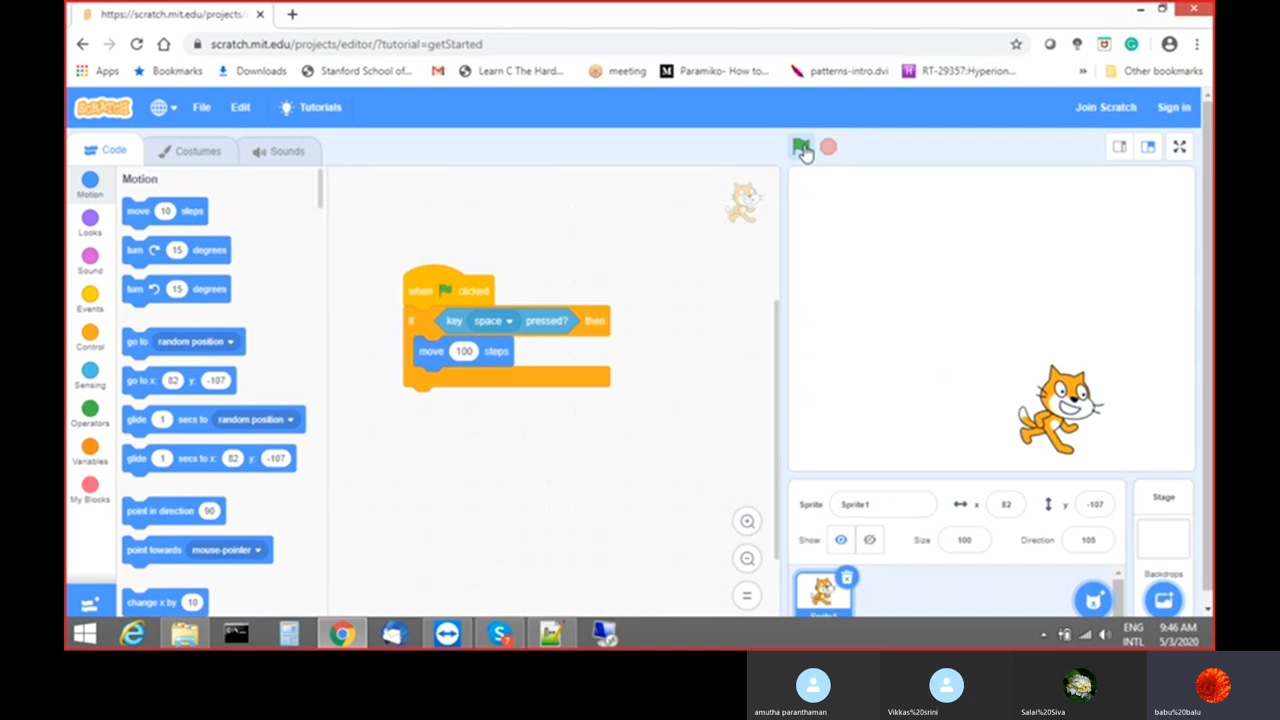 https://scratch.mit.edu/projects/
scratch.mit.edu/projects/editor/?tutorial=getStarted
Apps Bookmarks Downloads Stanford School of... Learn C The Hard... meeting Paramiko- How to... patterns-intro.dvi RT-29357:Hyperion... » Other bookmarks
SCRATCH File Edit Tutorials Join Scratch Sign in
Code Costumes Sounds
Motion
Looks
Sound
Events
Control
Sensing
Operators
Variables
My Blocks
Motion
move 10 steps
turn 15 degrees
turn 15 degrees
go to random position
go to x: 82 y: -107
glide 1 secs to random position
glide 1 secs to x: 82 y: -107
point in direction 90
point towards mouse-pointer
change x by 10
when clicked
if key space pressed? then
move 100 steps
Sprite Sprite1 x 82 y -107
Show Size 100 Direction 105
Stage
Backdrops
ENG 9:46 AM
INTL 5/3/2020
amutha paranthaman Vikkas%20srini Salai%20Siva babu%20balu